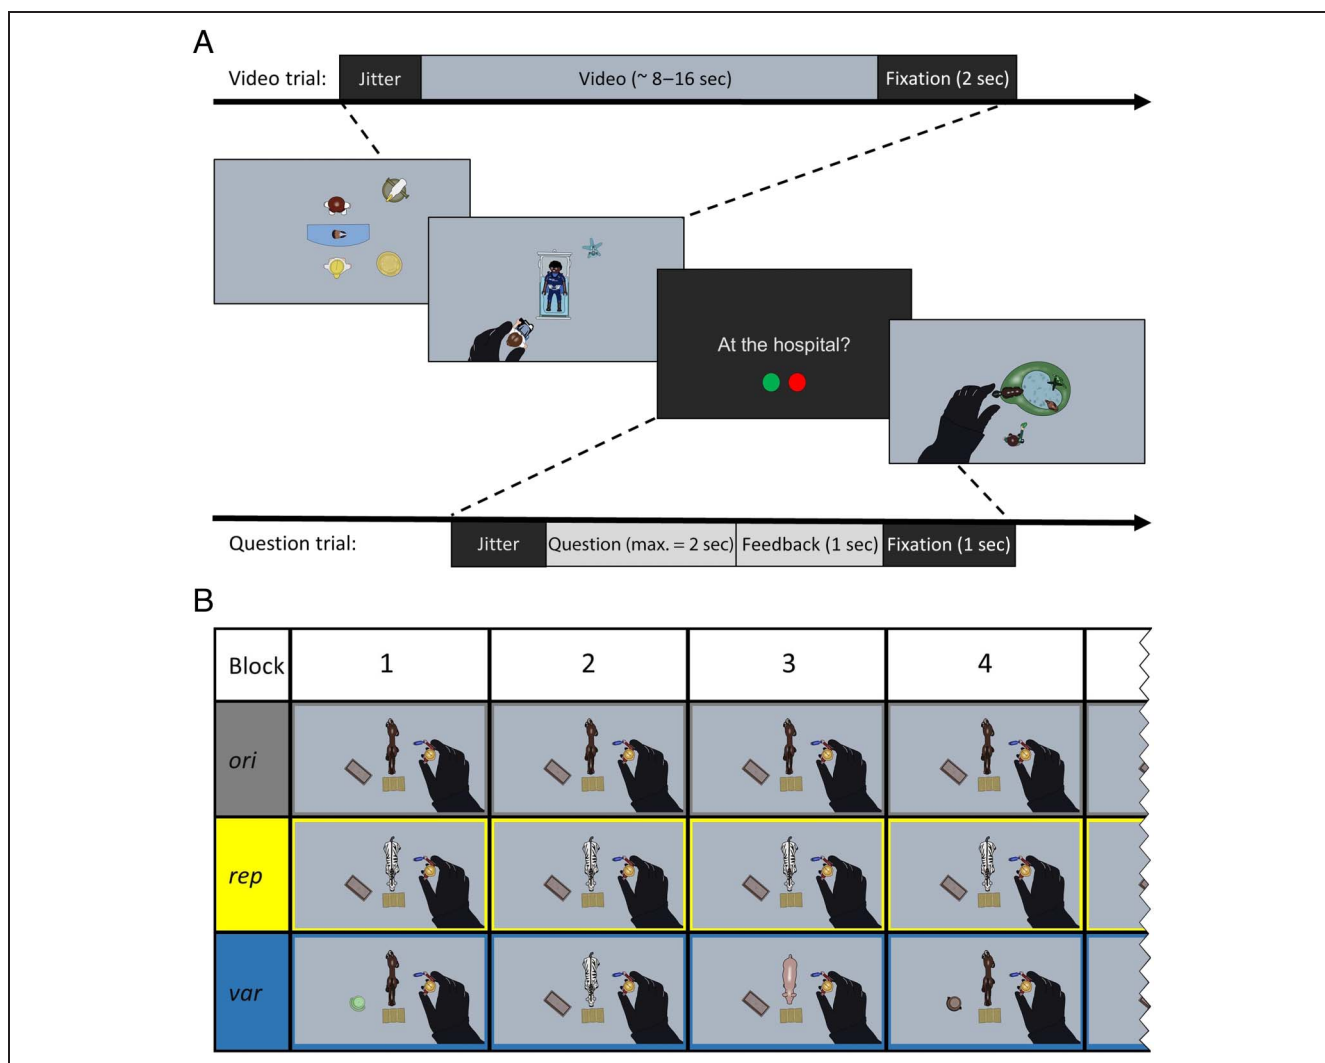 A
Video trial:
Jitter
Video (~ 8–16 sec)
Fixation (2 sec)
At the hospital?
Question trial:
Jitter
Question (max. = 2 sec)
Feedback (1 sec)
Fixation (1 sec)
B
Block 1 2 3 4
ori
rep
var